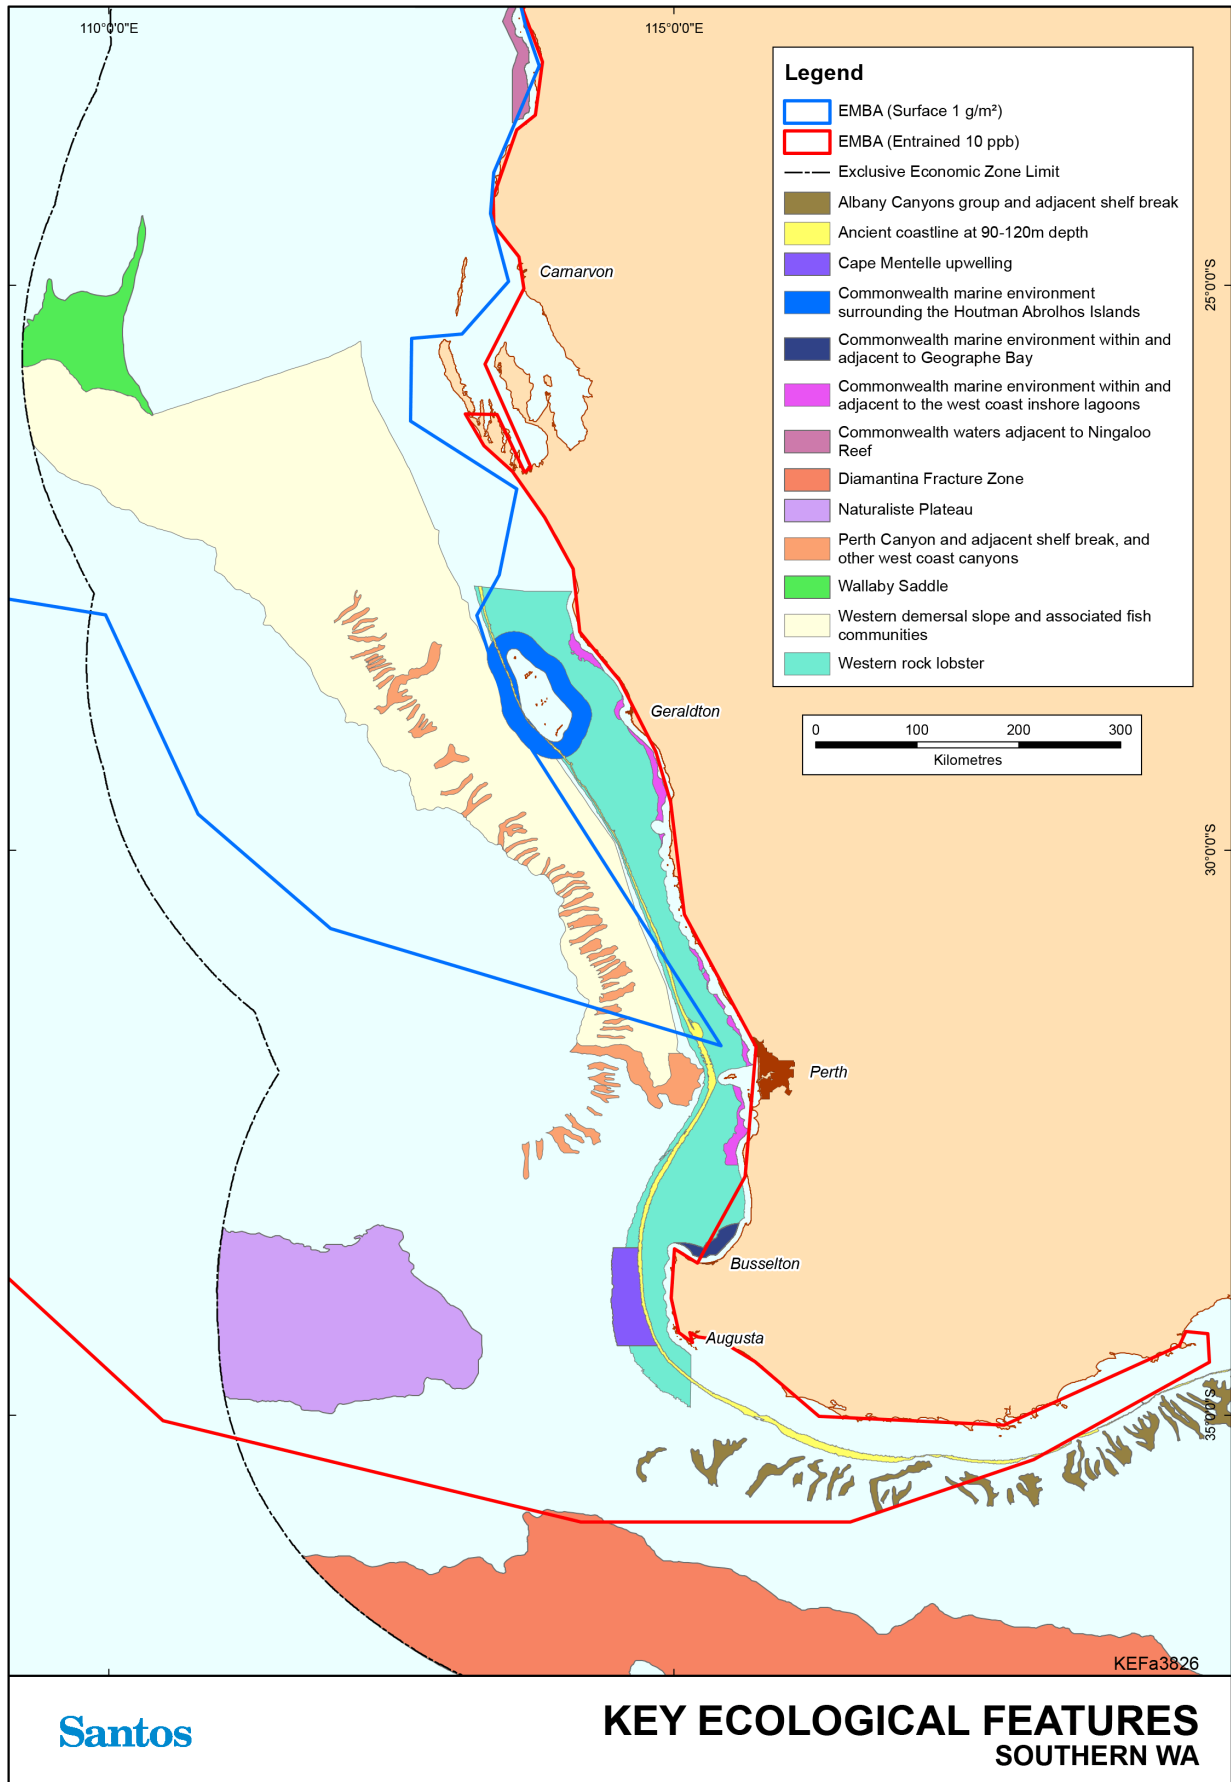 110°0'0"E
115°0'0"E
Legend
EMBA (Surface 1 g/m²)
EMBA (Entrained 10 ppb)
Exclusive Economic Zone Limit
Albany Canyons group and adjacent shelf break
Ancient coastline at 90-120m depth
Cape Mentelle upwelling
Commonwealth marine environment
surrounding the Houtman Abrolhos Islands
Commonwealth marine environment within and
adjacent to Geographe Bay
Commonwealth marine environment within and
adjacent to the west coast inshore lagoons
Commonwealth waters adjacent to Ningaloo
Reef
Diamantina Fracture Zone
Naturaliste Plateau
Perth Canyon and adjacent shelf break, and
other west coast canyons
Wallaby Saddle
Western demersal slope and associated fish
communities
Western rock lobster
0 100 200 300
Kilometres
25°0'0"S
30°0'0"S
35°0'0"S
Carnarvon
Geraldton
Perth
Busselton
Augusta
KEFa3826
Santos
KEY ECOLOGICAL FEATURES
SOUTHERN WA